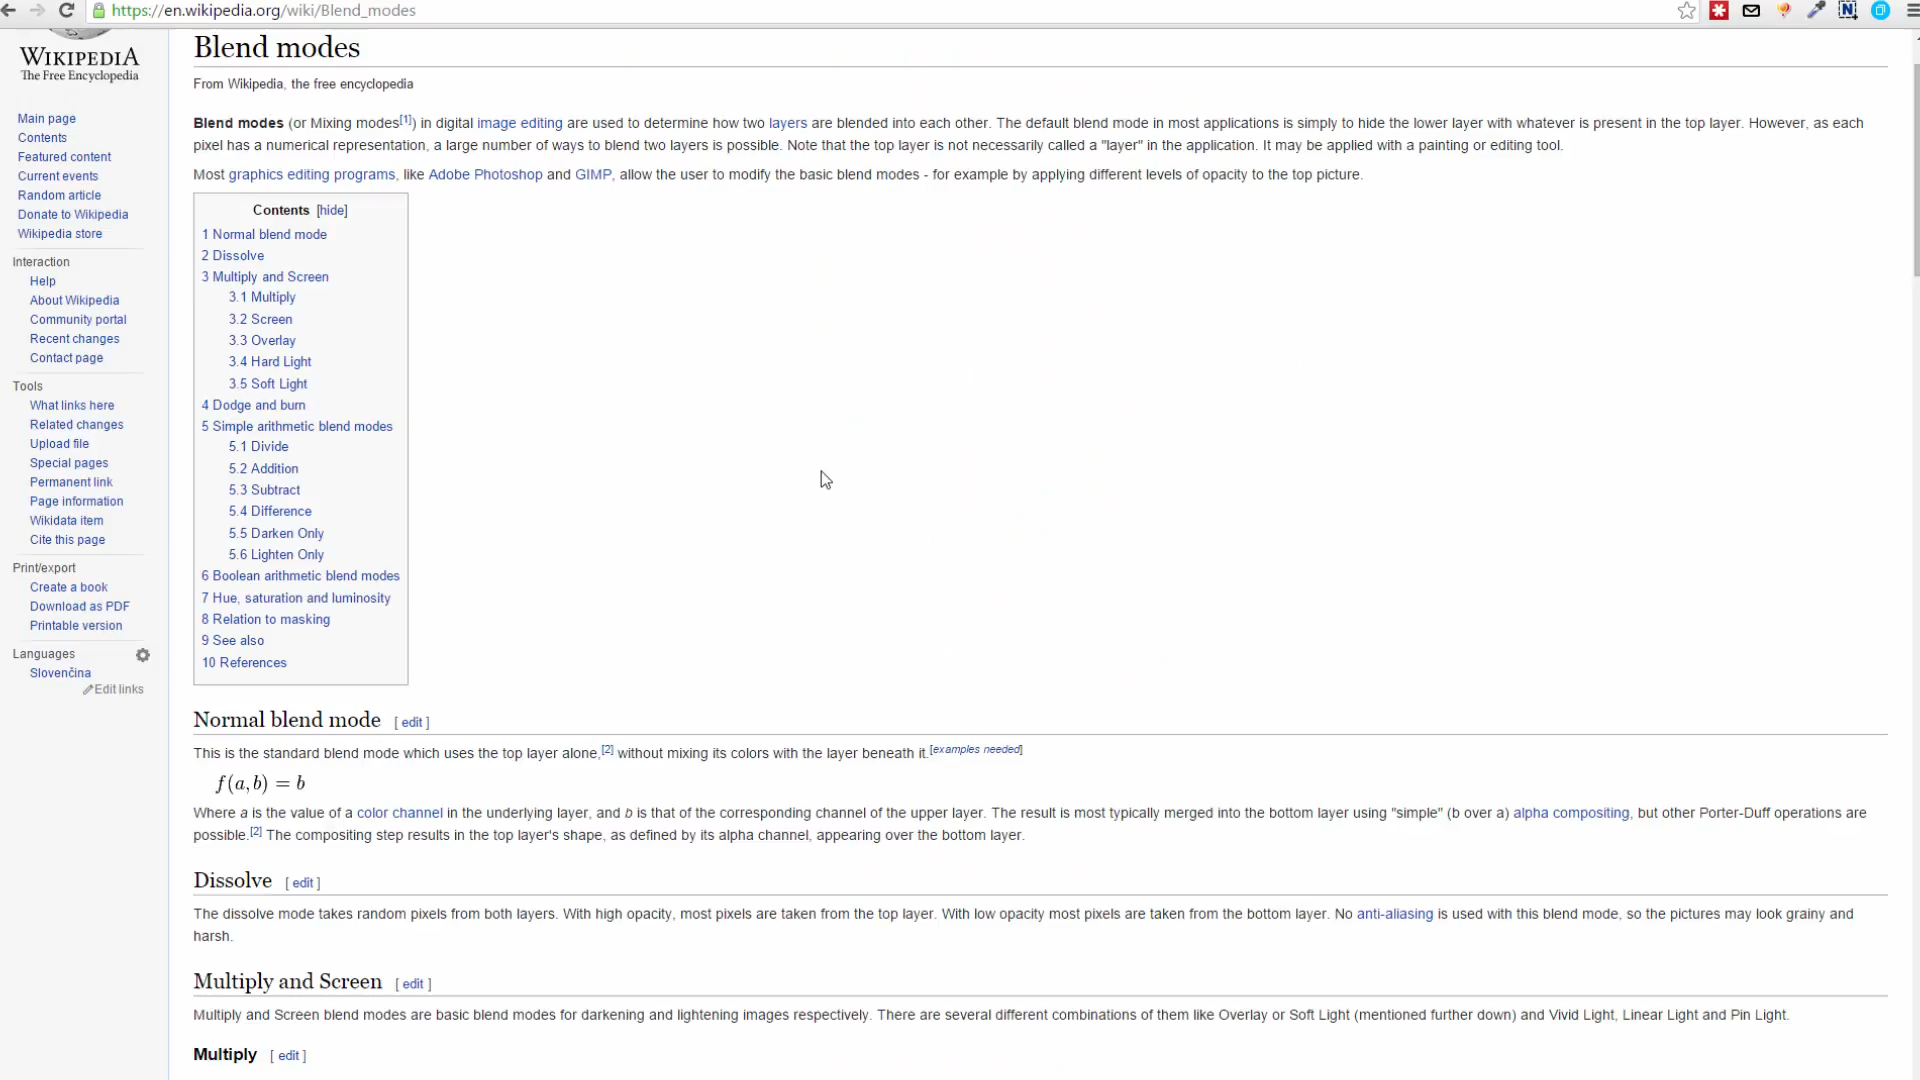 https://en.wikipedia.org/wiki/Blend_modes
WIKIPEDIA
The Free Encyclopedia
Main page
Contents
Featured content
Current events
Random article
Donate to Wikipedia
Wikipedia store
Interaction
Help
About Wikipedia
Community portal
Recent changes
Contact page
Tools
What links here
Related changes
Upload file
Special pages
Permanent link
Page information
Wikidata item
Cite this page
Print/export
Create a book
Download as PDF
Printable version
Languages
Slovenčina
Edit links
Blend modes
From Wikipedia, the free encyclopedia
Blend modes (or Mixing modes[1]) in digital image editing are used to determine how two layers are blended into each other. The default blend mode in most applications is simply to hide the lower layer with whatever is present in the top layer. However, as each
pixel has a numerical representation, a large number of ways to blend two layers is possible. Note that the top layer is not necessarily called a "layer" in the application. It may be applied with a painting or editing tool.
Most graphics editing programs, like Adobe Photoshop and GIMP, allow the user to modify the basic blend modes - for example by applying different levels of opacity to the top picture.
Contents [hide]
1 Normal blend mode
2 Dissolve
3 Multiply and Screen
3.1 Multiply
3.2 Screen
3.3 Overlay
3.4 Hard Light
3.5 Soft Light
4 Dodge and burn
5 Simple arithmetic blend modes
5.1 Divide
5.2 Addition
5.3 Subtract
5.4 Difference
5.5 Darken Only
5.6 Lighten Only
6 Boolean arithmetic blend modes
7 Hue, saturation and luminosity
8 Relation to masking
9 See also
10 References
Normal blend mode [ edit ]
This is the standard blend mode which uses the top layer alone,[2] without mixing its colors with the layer beneath it.[examples needed]
f(a,b) = b
Where a is the value of a color channel in the underlying layer, and b is that of the corresponding channel of the upper layer. The result is most typically merged into the bottom layer using "simple" (b over a) alpha compositing, but other Porter-Duff operations are
possible.[2] The compositing step results in the top layer's shape, as defined by its alpha channel, appearing over the bottom layer.
Dissolve [ edit ]
The dissolve mode takes random pixels from both layers. With high opacity, most pixels are taken from the top layer. With low opacity most pixels are taken from the bottom layer. No anti-aliasing is used with this blend mode, so the pictures may look grainy and
harsh.
Multiply and Screen [ edit ]
Multiply and Screen blend modes are basic blend modes for darkening and lightening images respectively. There are several different combinations of them like Overlay or Soft Light (mentioned further down) and Vivid Light, Linear Light and Pin Light.
Multiply [ edit ]